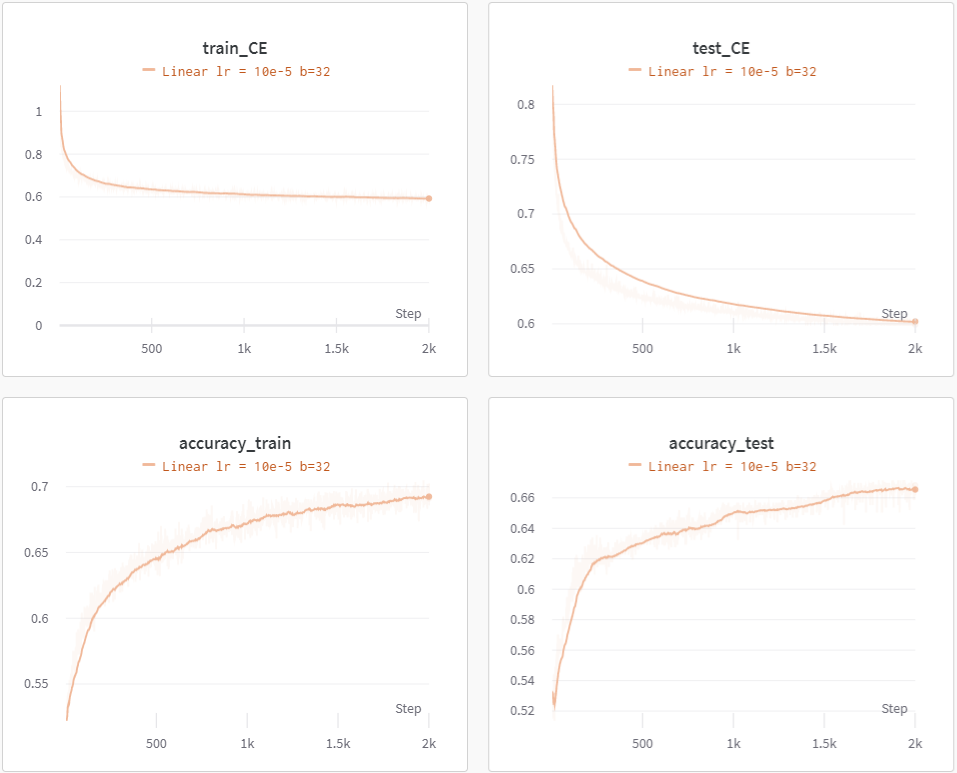 train_CE
Linear lr = 10e-5 b=32
1
0.8
0.6
0.4
0.2
0
Step
500 1k 1.5k 2k
test_CE
Linear lr = 10e-5 b=32
0.8
0.75
0.7
0.65
0.6
Step
500 1k 1.5k 2k
accuracy_train
Linear lr = 10e-5 b=32
0.7
0.65
0.6
0.55
Step
500 1k 1.5k 2k
accuracy_test
Linear lr = 10e-5 b=32
0.66
0.64
0.62
0.6
0.58
0.56
0.54
0.52
Step
500 1k 1.5k 2k